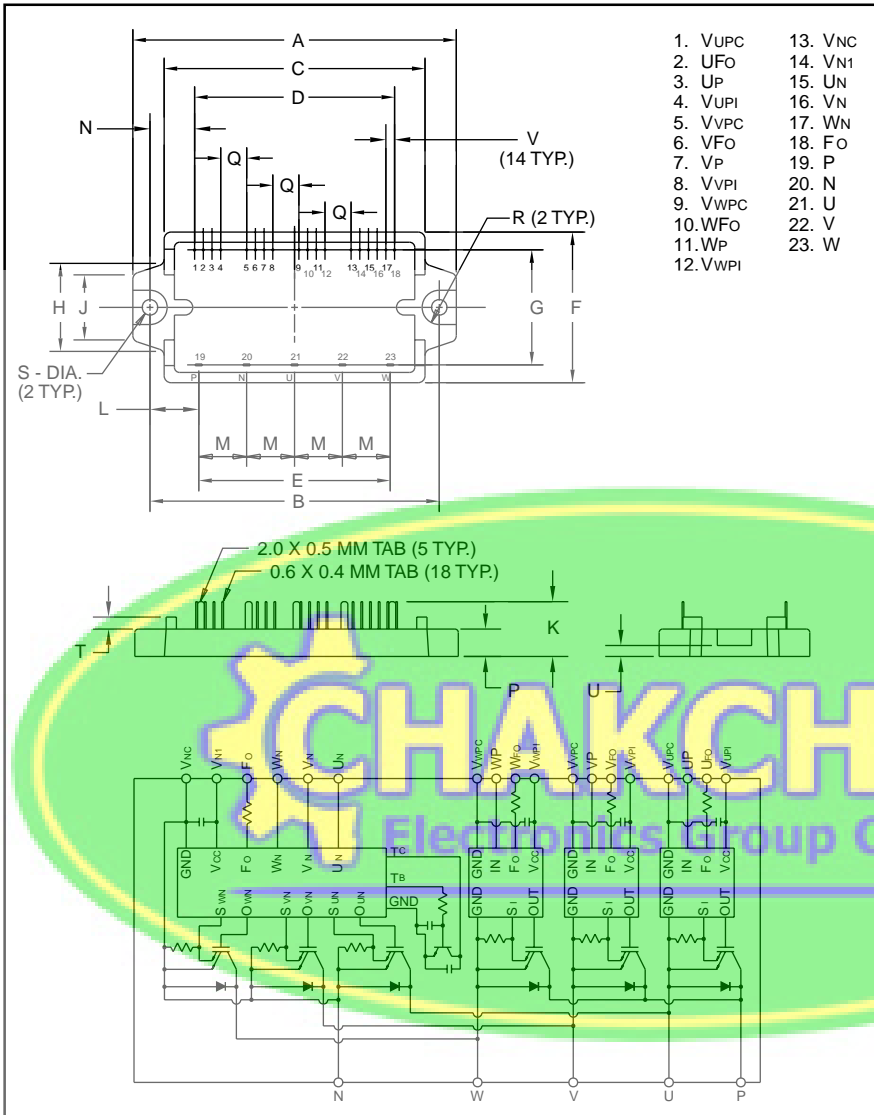 A
C
D
N
V
(14 TYP.)
Q
Q
Q
R (2 TYP.)
1. VUPC
2. UFO
3. UP
4. VUPI
5. VVPC
6. VFO
7. VP
8. VVPI
9. VWPC
10. WFO
11. WP
12. VWPI
13. VNC
14. VN1
15. UN
16. VN
17. WN
18. FO
19. P
20. N
21. U
22. V
23. W
1 2 3 4 5 6 7 8 9 10 11 12 13 14 15 16 17 18
H J G F
19 20 21 22 23
P N U V W
S - DIA.
(2 TYP.)
L
M M M M
E
B
2.0 X 0.5 MM TAB (5 TYP.)
0.6 X 0.4 MM TAB (18 TYP.)
T K P U
CHAKCH
Electronics Group C
VNC VN1 FO WN VN UN VWPC WP WFO VWPI VVPC VP VFO VVPI VUPC UP UFO VUPI
GND VCC FO WN VN UN TC
TB
GND
SWN OWN SVN OVN SUN OUN
GND IN FO VCC GND IN FO VCC GND IN FO VCC
GND SI OUT GND SI OUT GND SI OUT
N W V U P